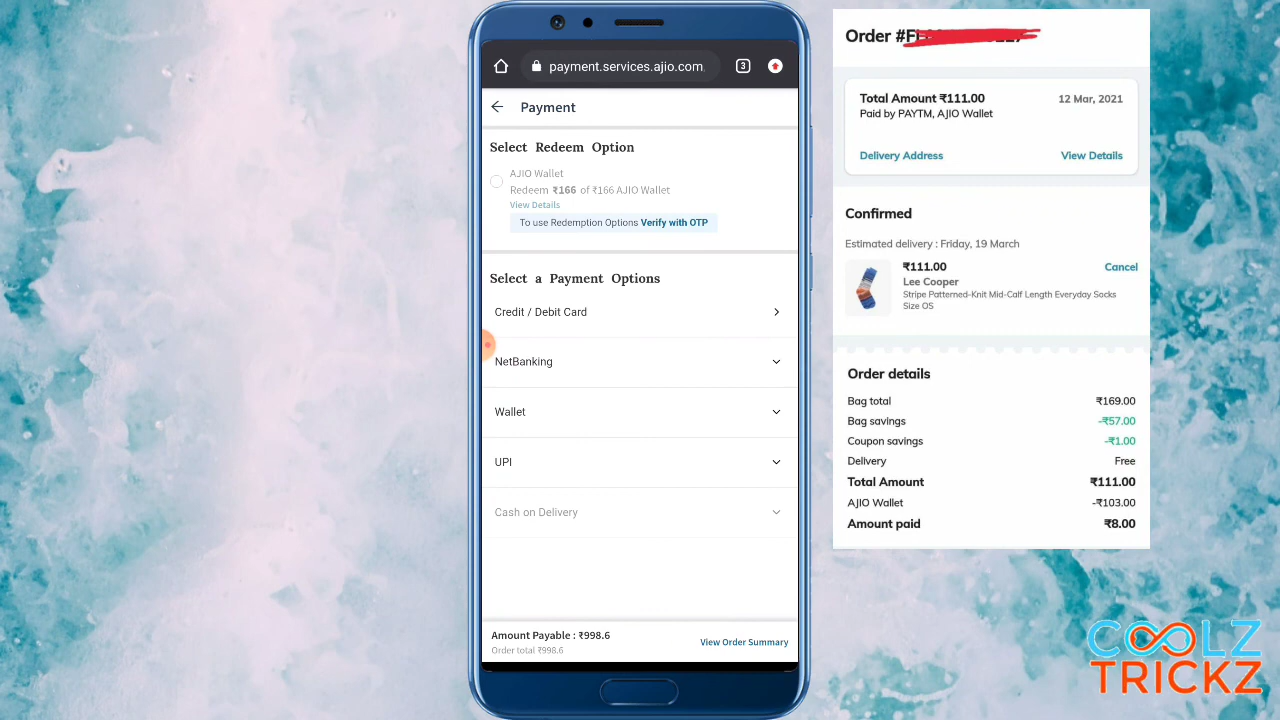 payment.services.ajio.com
3
Payment
Select Redeem Option
AJIO Wallet
Redeem ₹166 of ₹166 AJIO Wallet
View Details
To use Redemption Options Verify with OTP
Select a Payment Options
Credit / Debit Card
NetBanking
Wallet
UPI
Cash on Delivery
Amount Payable : ₹998.6
Order total ₹998.6
View Order Summary
Order
Total Amount ₹111.00 12 Mar, 2021
Paid by PAYTM, AJIO Wallet
Delivery Address View Details
Confirmed
Estimated delivery : Friday, 19 March
₹111.00 Cancel
Lee Cooper
Stripe Patterned-Knit Mid-Calf Length Everyday Socks
Size OS
Order details
Bag total ₹169.00
Bag savings -₹57.00
Coupon savings -₹1.00
Delivery Free
Total Amount ₹111.00
AJIO Wallet -₹103.00
Amount paid ₹8.00
COOLZ
TRICKZ